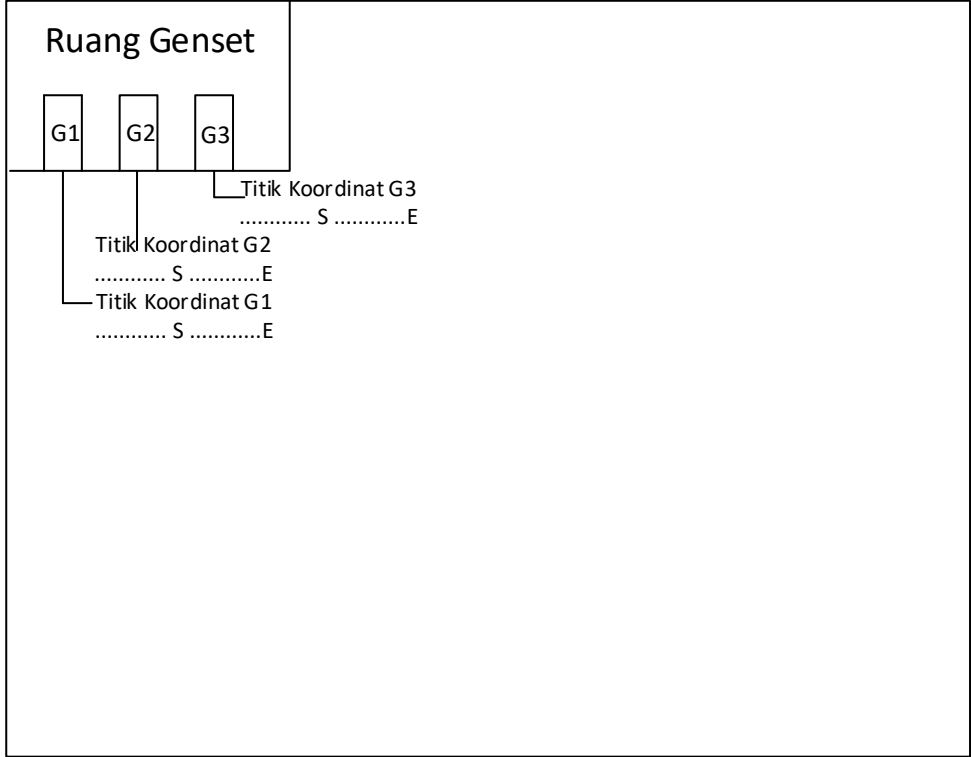 Ruang Genset
G1
G2
G3
Titik Koordinat G3
............ S ............E
Titik Koordinat G2
............ S ............E
Titik Koordinat G1
............ S ............E